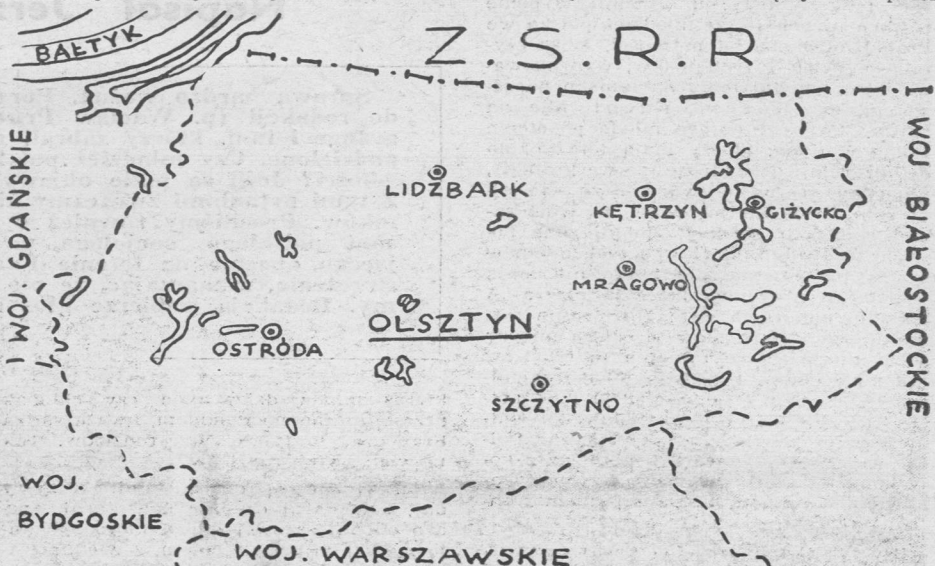 BAŁTYK
Z.S.R.R
I WOJ GDAŃSKIE
WOJ BIAŁOSTOCKIE
LIDZBARK
KĘTRZYN
GIŻYCKO
MRĄGOWO
OLSZTYN
OSTRÓDA
SZCZYTNO
WOJ.
BYDGOSKIE
WOJ. WARSZAWSKIE